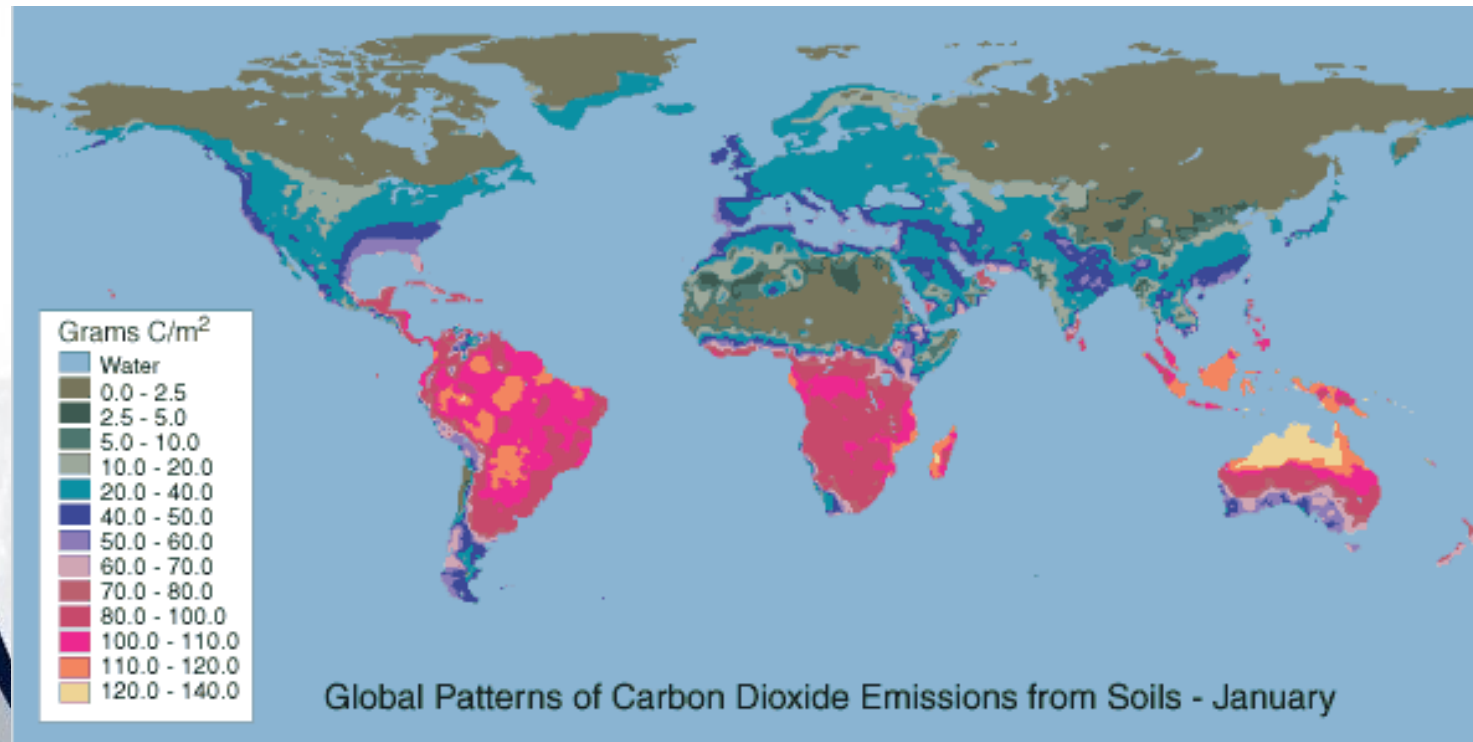 Grams C/m²
Water
0.0 - 2.5
2.5 - 5.0
5.0 - 10.0
10.0 - 20.0
20.0 - 40.0
40.0 - 50.0
50.0 - 60.0
60.0 - 70.0
70.0 - 80.0
80.0 - 100.0
100.0 - 110.0
110.0 - 120.0
120.0 - 140.0
Global Patterns of Carbon Dioxide Emissions from Soils - January